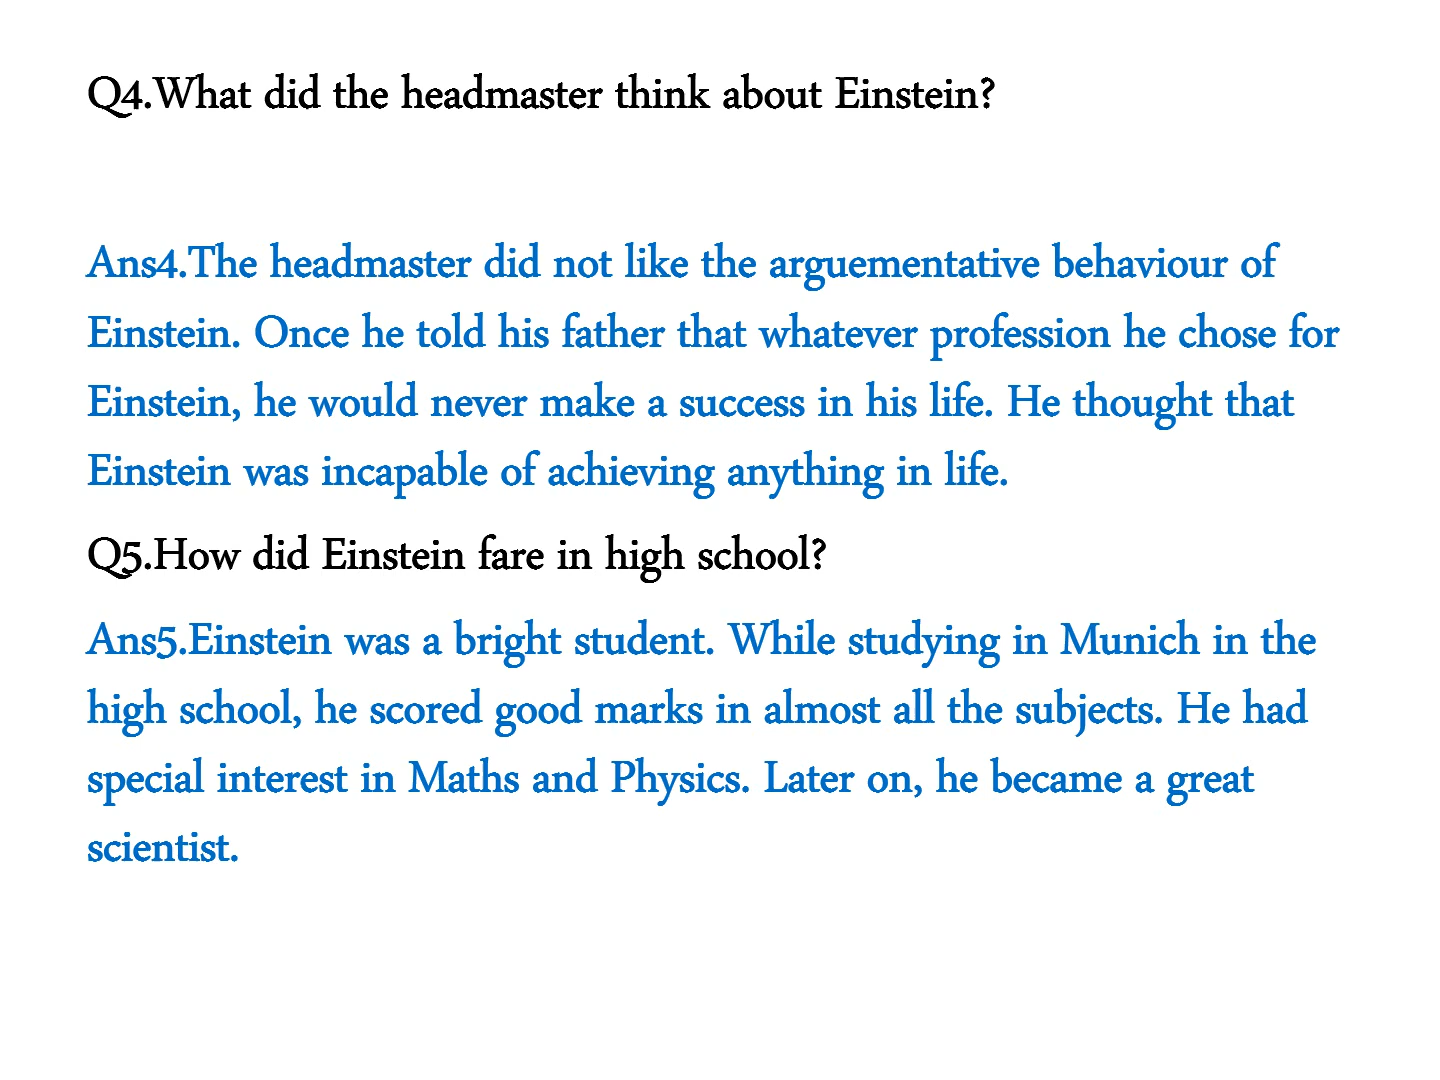 Q4.What did the headmaster think about Einstein?
Ans4.The headmaster did not like the arguementative behaviour of
Einstein. Once he told his father that whatever profession he chose for
Einstein, he would never make a success in his life. He thought that
Einstein was incapable of achieving anything in life.
Q5.How did Einstein fare in high school?
Ans5.Einstein was a bright student. While studying in Munich in the
high school, he scored good marks in almost all the subjects. He had
special interest in Maths and Physics. Later on, he became a great
scientist.